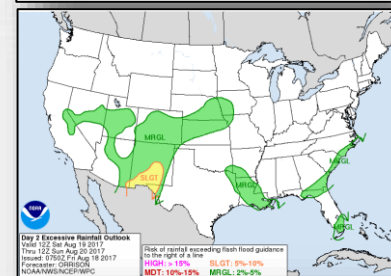 MRGL
SLGT
MRGL
MRGL
MRGL
NOAA
Day 2 Excessive Rainfall Outlook
Valid 12Z Sat Aug 19 2017
Thru 12Z Sun Aug 20 2017
Issued: 0750Z Fri Aug 18 2017
Forecaster: ORRISON
NOAA/NWS/NCEP/WPC
Risk of rainfall exceeding flash flood guidance
to the right of a line
HIGH: > 15% SLGT: 5%-10%
MDT: 10%-15% MRGL: 2%-5%